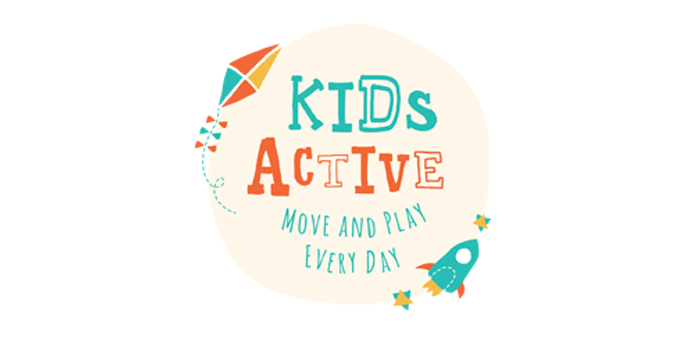 KIDS
ACTIVE
MOVE AND PLAY
EVERY DAY